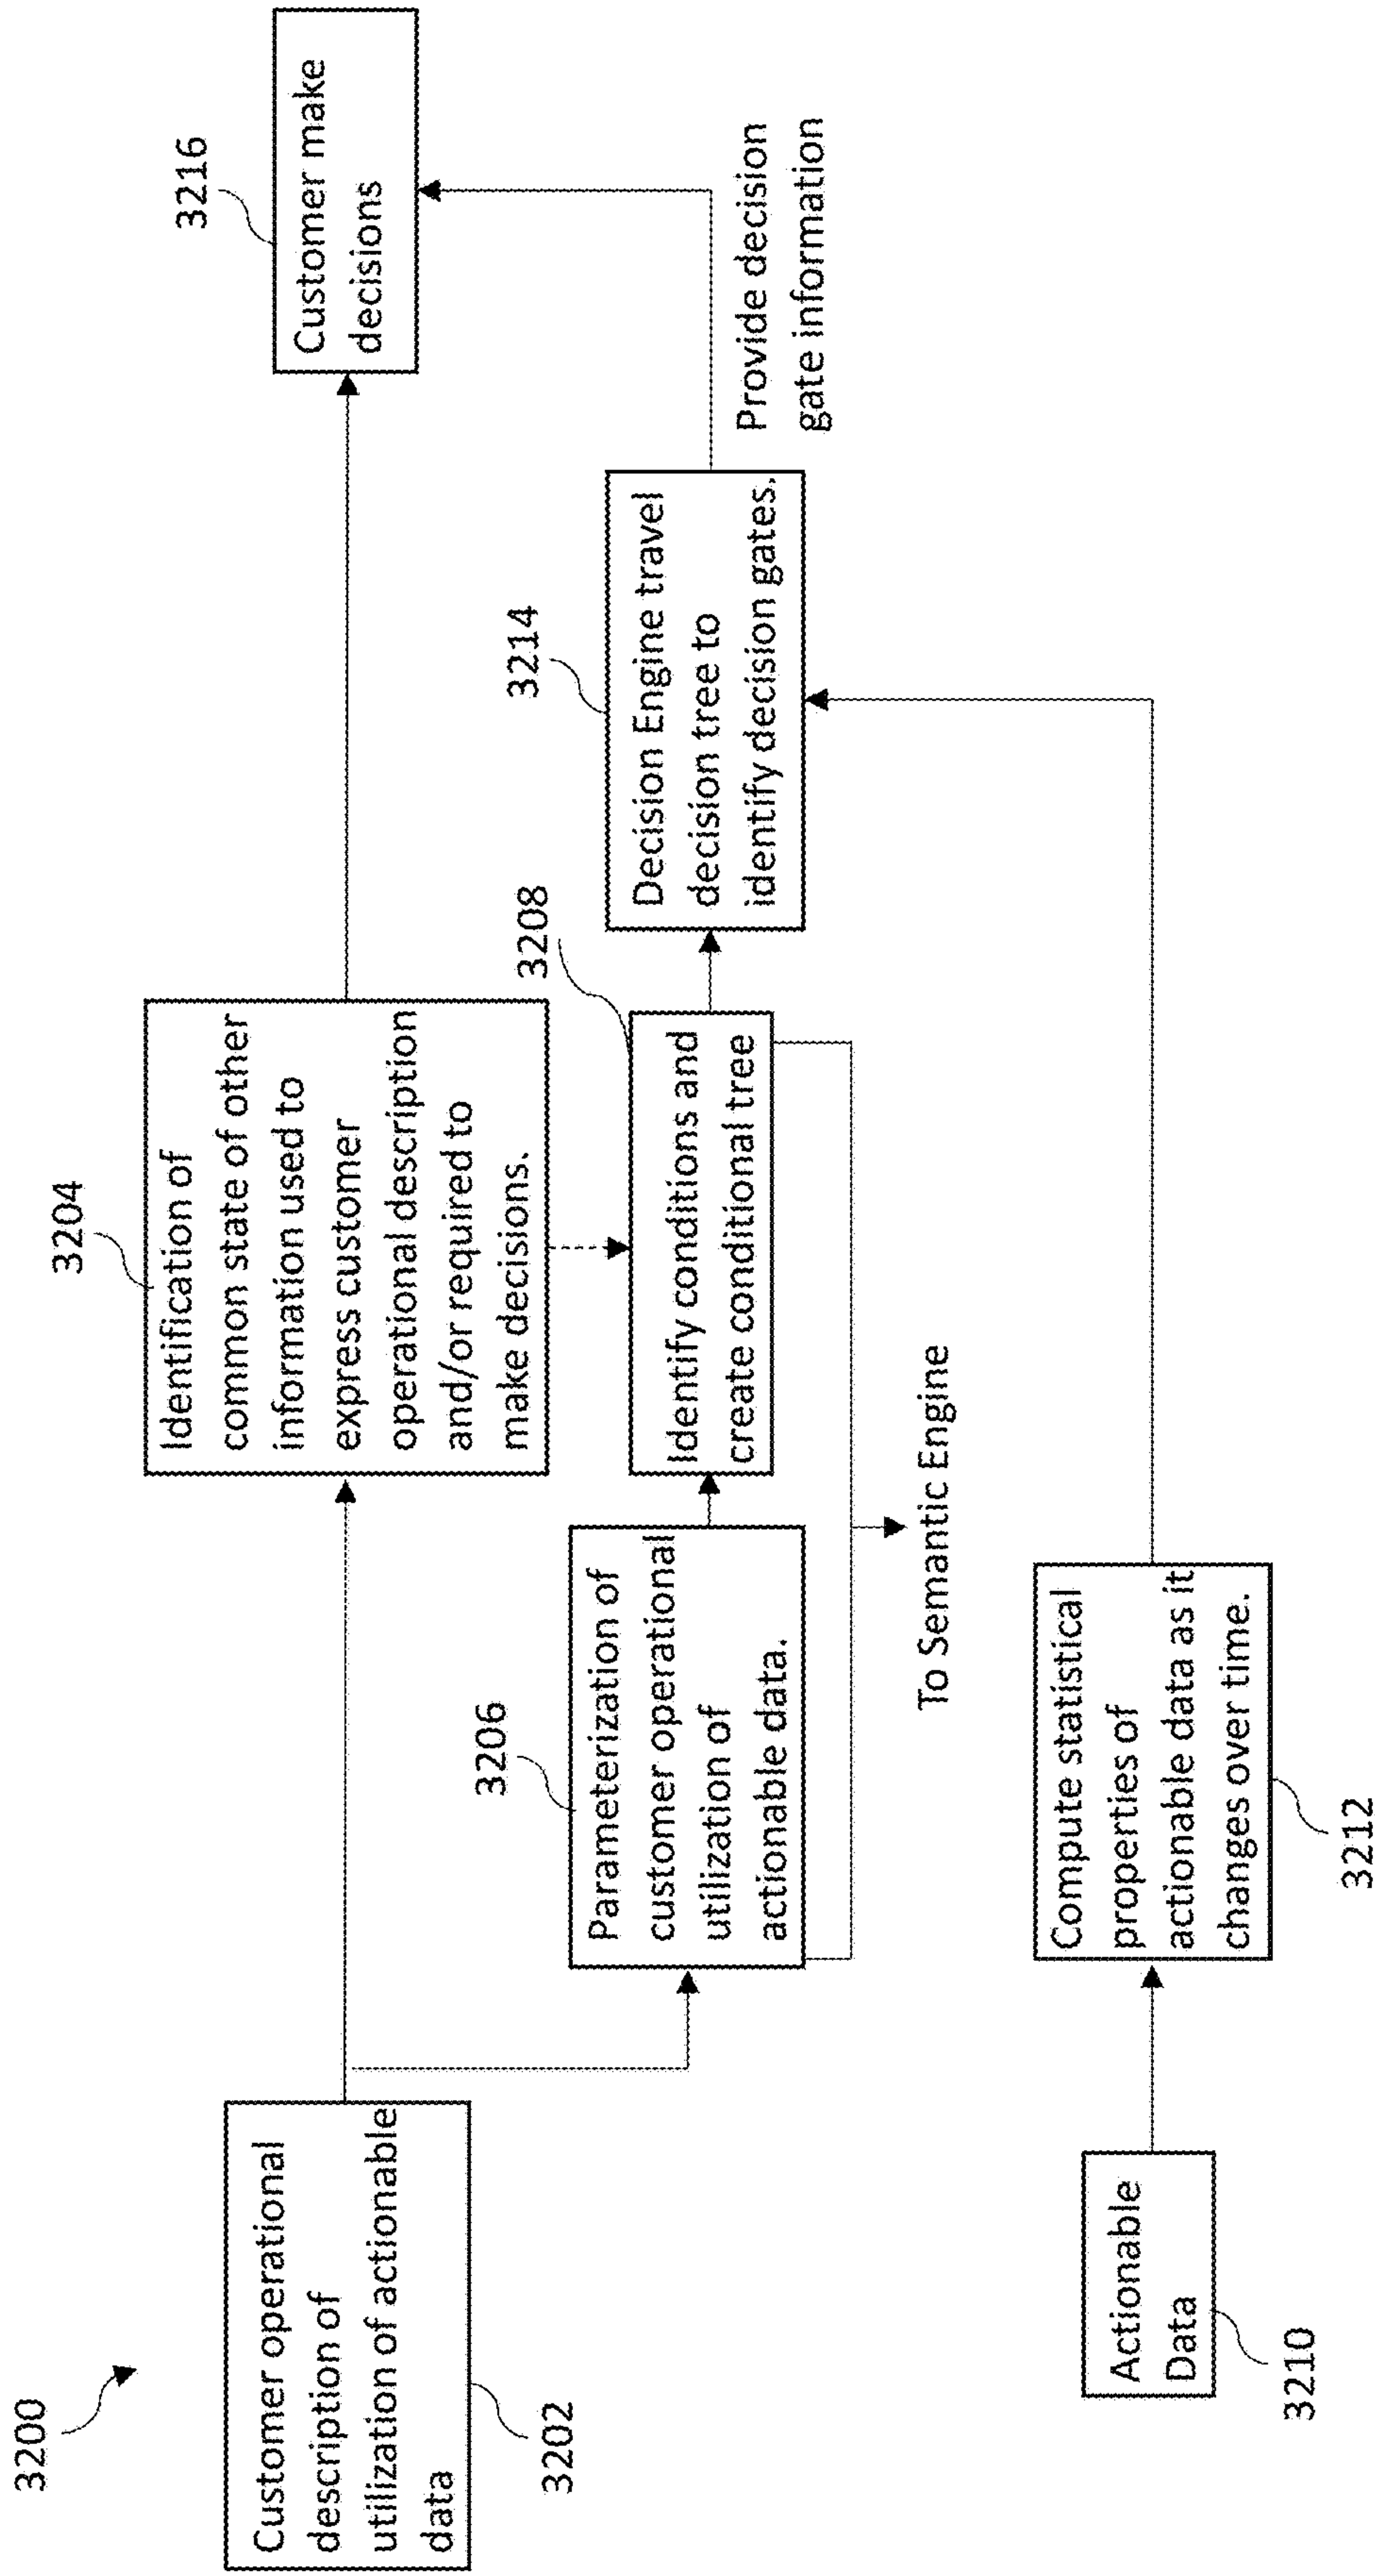 3200
Customer operational
description of
utilization of actionable
data
3202
3204
Identification of
common state of other
information used to
express customer
operational description
and/or required to
make decisions.
3216
Customer make
decisions
3206
Parameterization of
customer operational
utilization of
actionable data.
3208
Identify conditions and
create conditional tree
3214
Decision Engine travel
decision tree to
identify decision gates.
Provide decision
gate information
To Semantic Engine
Actionable
Data
3210
Compute statistical
properties of
actionable data as it
changes over time.
3212